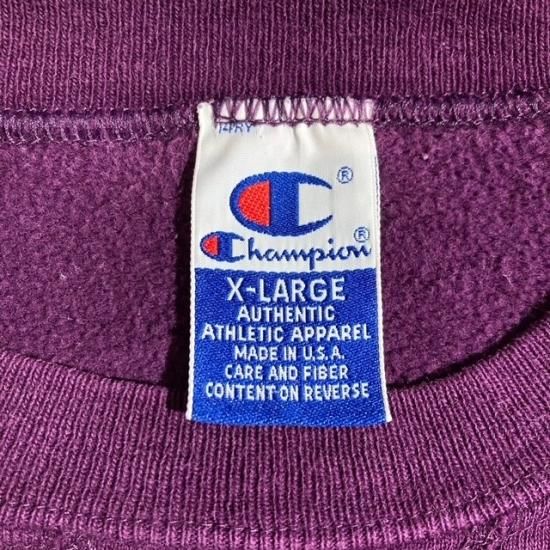 ®
Champion®
X-LARGE
AUTHENTIC
ATHLETIC APPAREL
MADE IN U.S.A.
CARE AND FIBER
CONTENT ON REVERSE